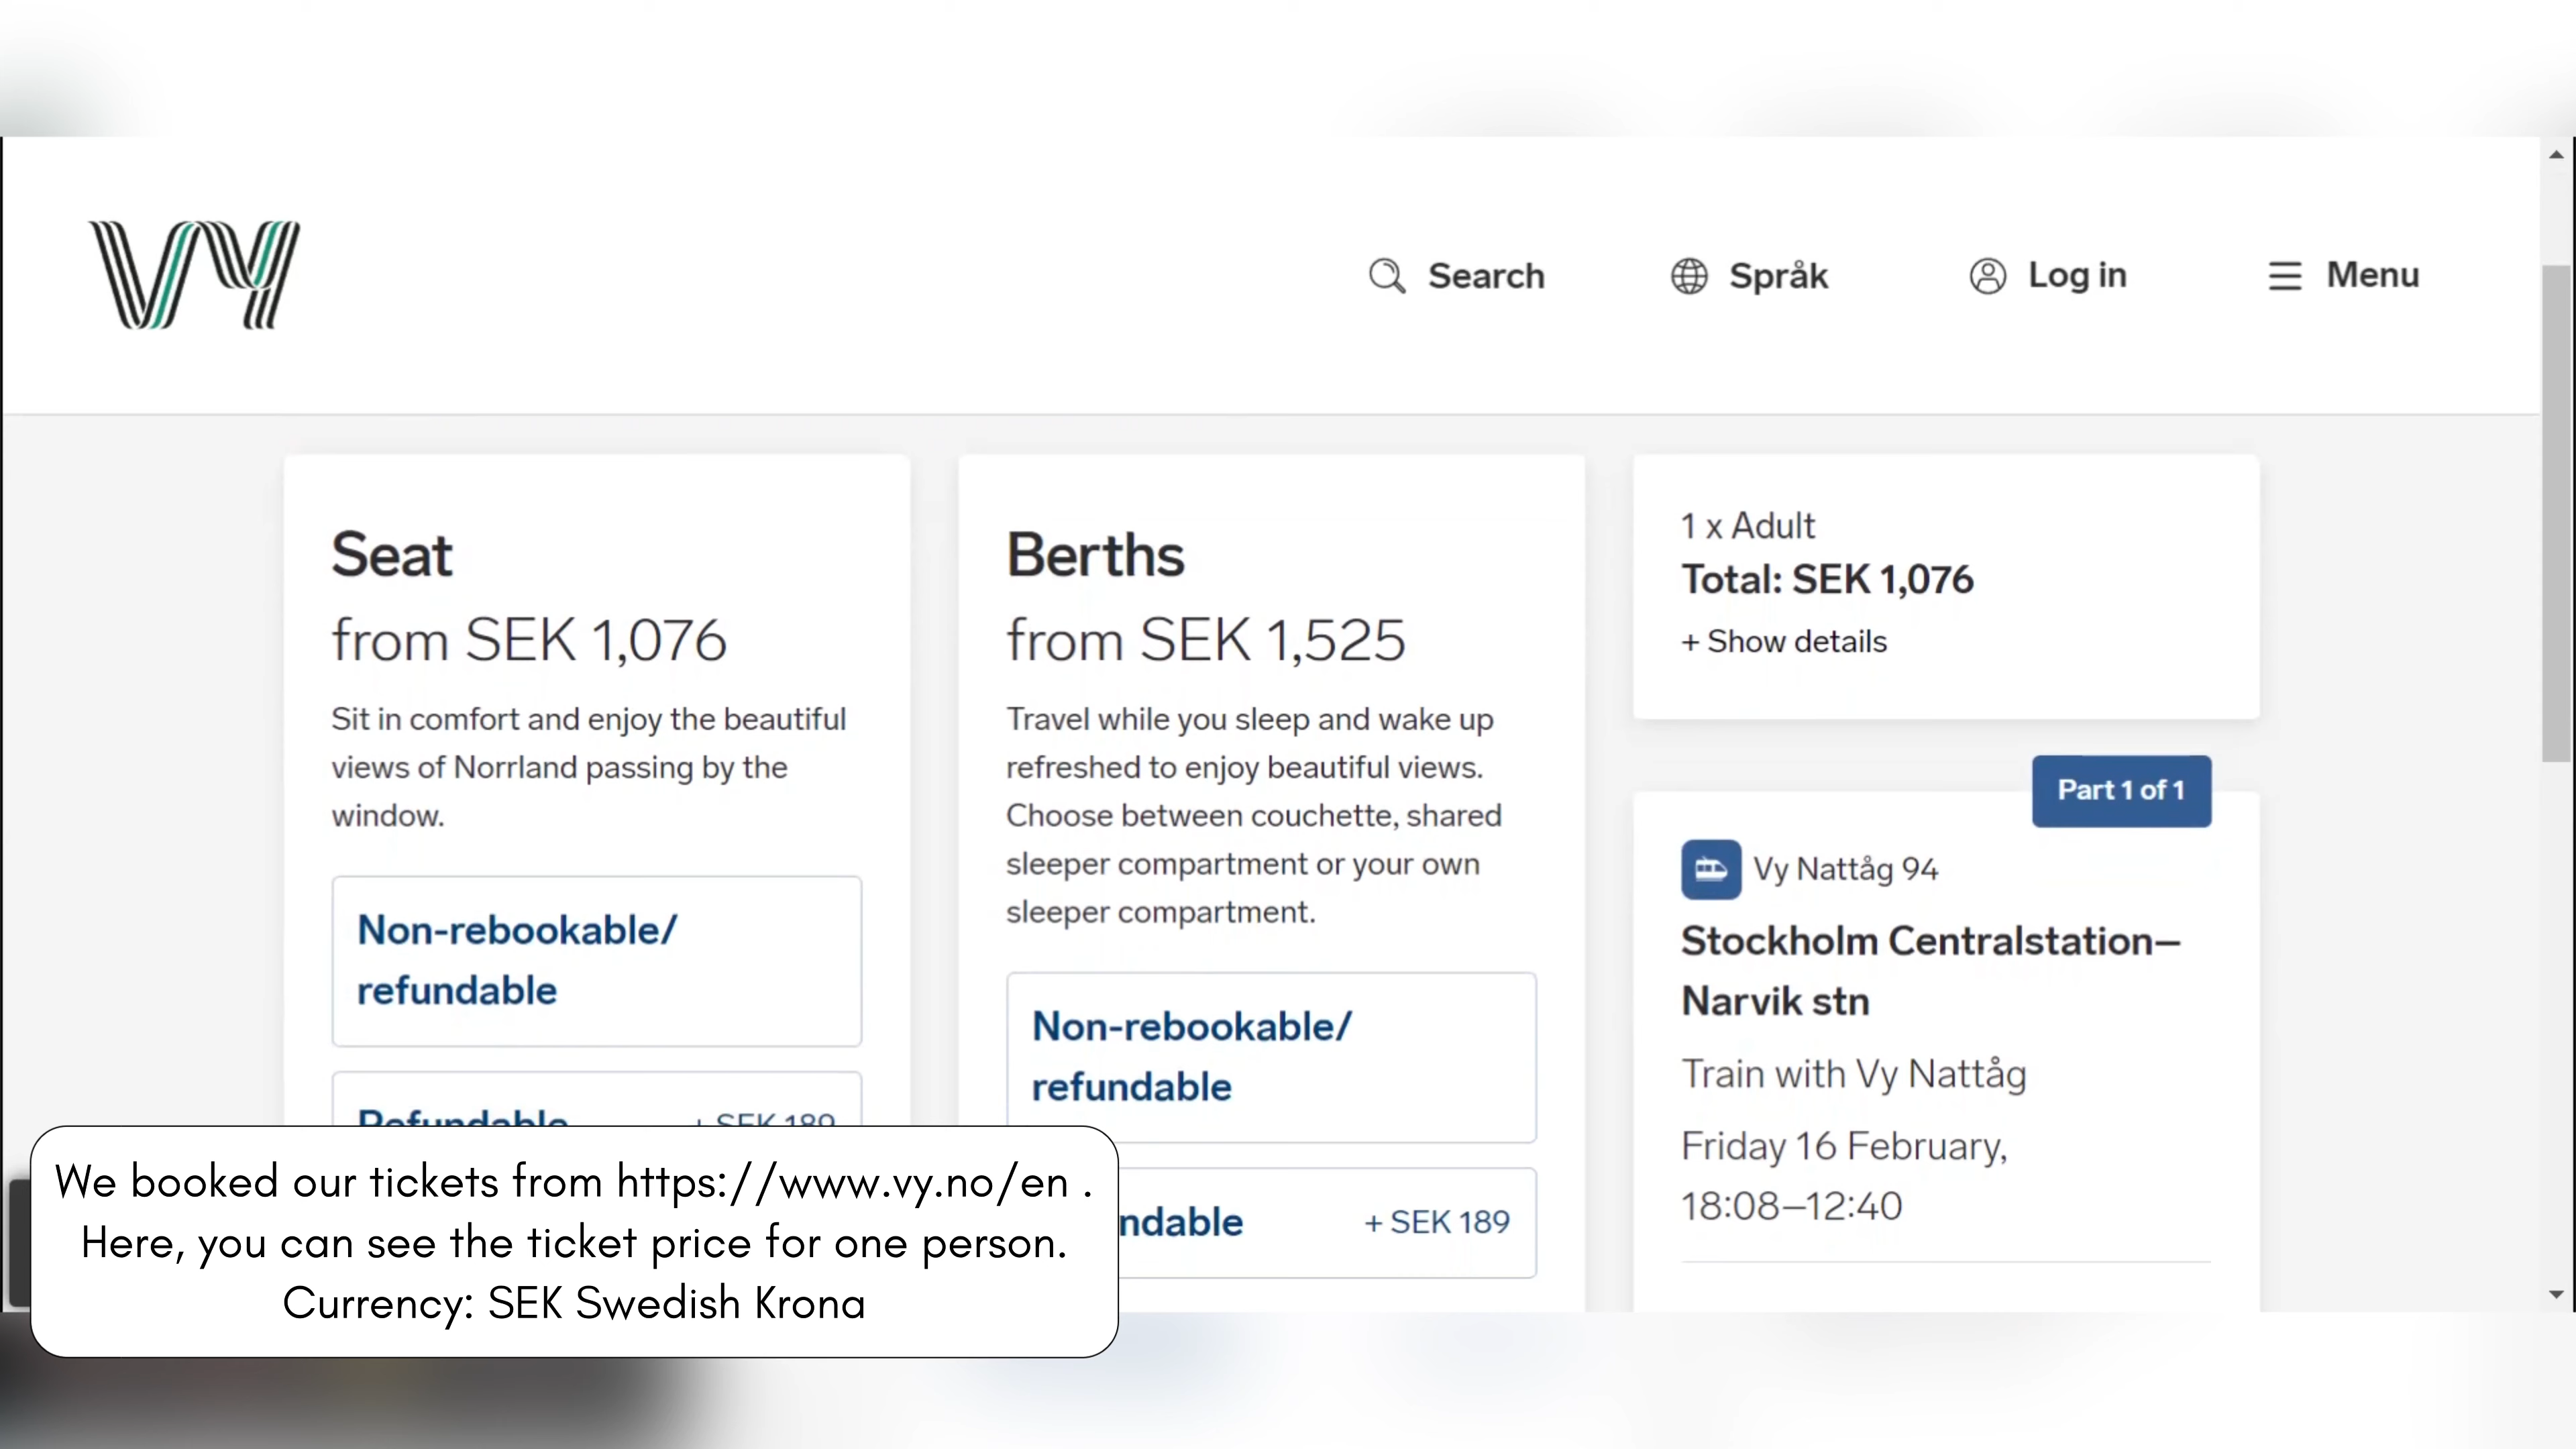 VY
Search
Språk
Log in
Menu
Seat
from SEK 1,076
Sit in comfort and enjoy the beautiful
views of Norrland passing by the
window.
Non-rebookable/
refundable
Refundable + SEK 189
Berths
from SEK 1,525
Travel while you sleep and wake up
refreshed to enjoy beautiful views.
Choose between couchette, shared
sleeper compartment or your own
sleeper compartment.
Non-rebookable/
refundable
ndable + SEK 189
1 x Adult
Total: SEK 1,076
+ Show details
Part 1 of 1
Vy Nattåg 94
Stockholm Centralstation–
Narvik stn
Train with Vy Nattåg
Friday 16 February,
18:08–12:40
We booked our tickets from https://www.vy.no/en .
Here, you can see the ticket price for one person.
Currency: SEK Swedish Krona